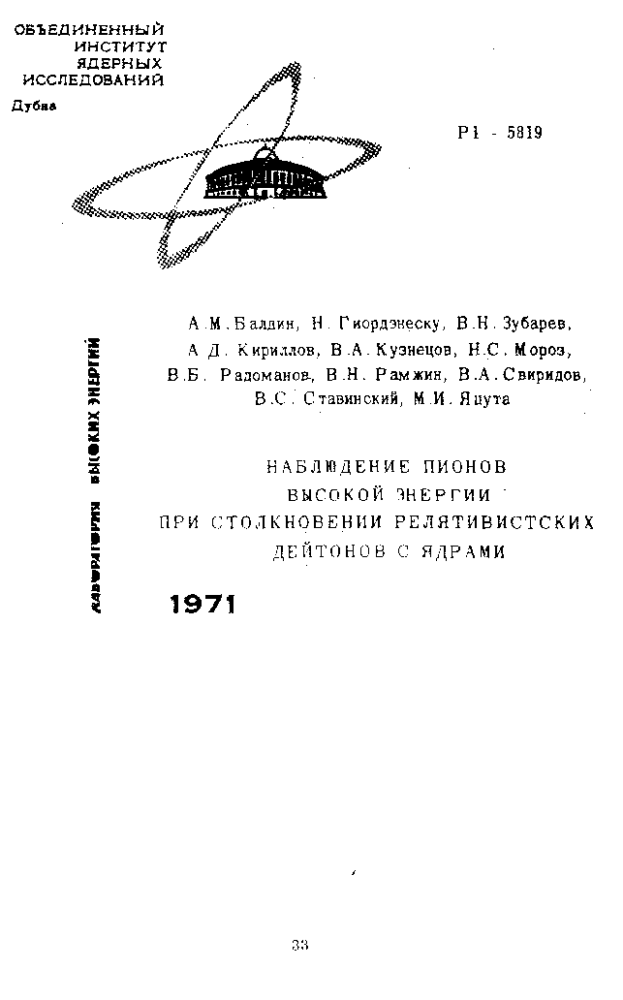 ОБЪЕДИНЕННЫЙ
ИНСТИТУТ
ЯДЕРНЫХ
ИССЛЕДОВАНИЙ
Дубна
Р1 - 5819
А.М.Балдин, Н. Гиордэнеску, В.Н.Зубарев,
А.Д. Кириллов, В.А.Кузнецов, Н.С.Мороз,
В.Б. Радоманов, В.Н. Рамжин, В.А.Свиридов,
В.С. Ставинский, М.И.Яцута
ЛАБОРАТОРИЯ ВЫСОКИХ ЭНЕРГИЙ
НАБЛЮДЕНИЕ ПИОНОВ
ВЫСОКОЙ ЭНЕРГИИ
ПРИ СТОЛКНОВЕНИИ РЕЛЯТИВИСТСКИХ
ДЕЙТОНОВ С ЯДРАМИ
1971
33